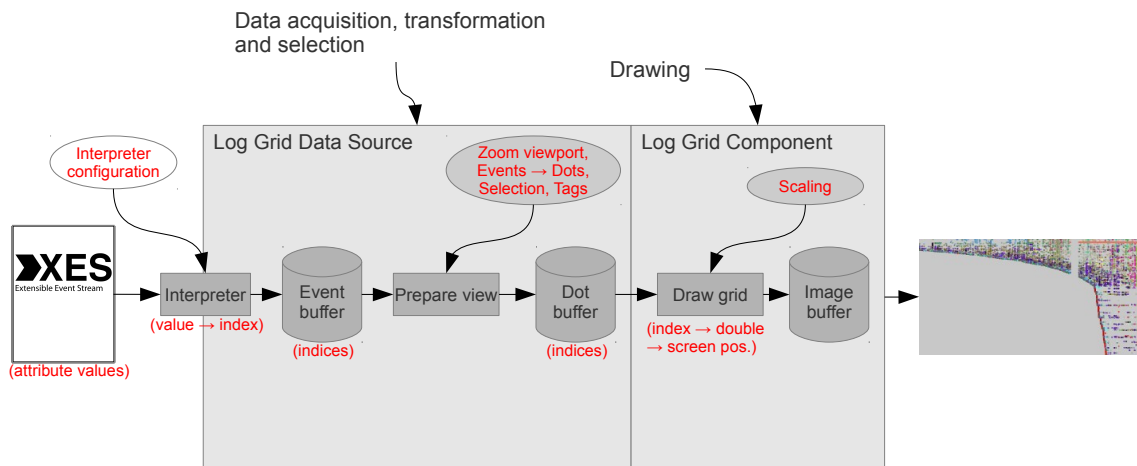 Data acquisition, transformation
and selection
Drawing
Log Grid Data Source
Log Grid Component
Interpreter
configuration
Zoom viewport,
Events → Dots,
Selection, Tags
Scaling
XES
Extensible Event Stream
(attribute values)
Interpreter
(value → index)
Event
buffer
(indices)
Prepare view
Dot
buffer
(indices)
Draw grid
(index → double
→ screen pos.)
Image
buffer